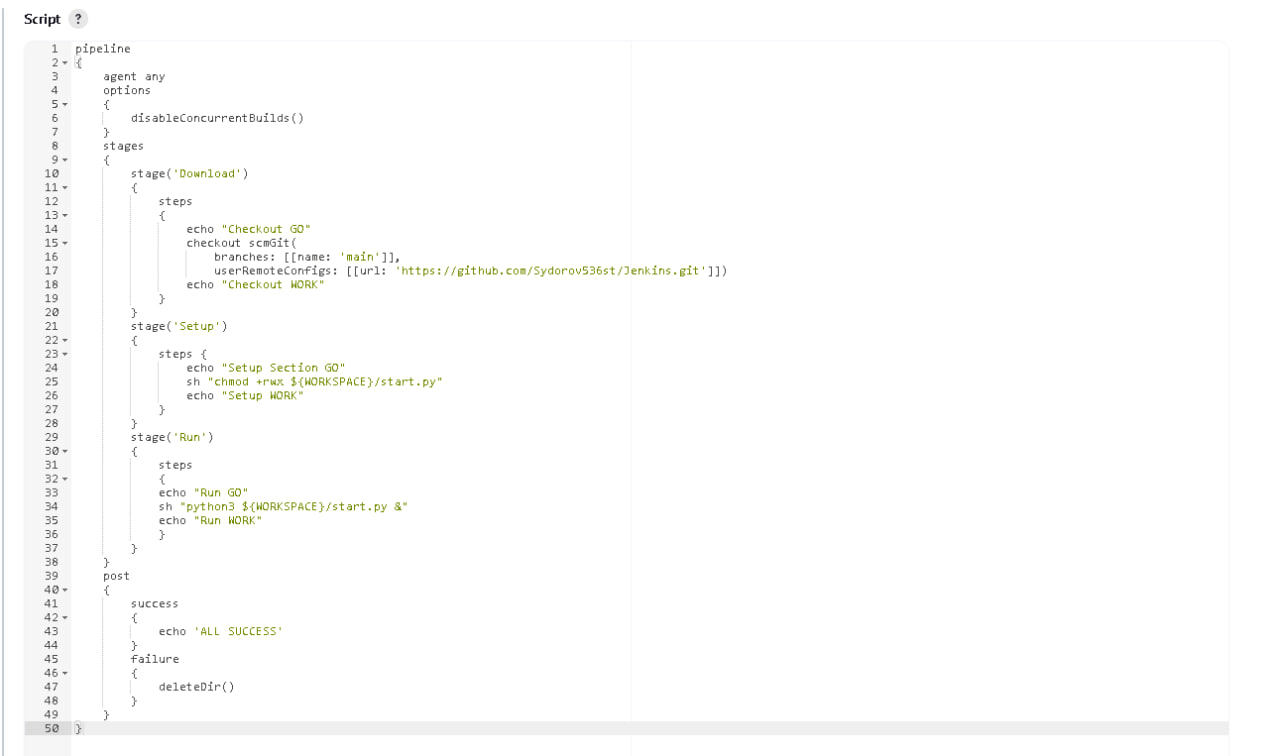 Script ?
1 pipeline
2 {
3     agent any
4     options
5     {
6         disableConcurrentBuilds()
7     }
8     stages
9     {
10         stage('Download')
11         {
12             steps
13             {
14                 echo "Checkout GO"
15                 checkout scmGit(
16                     branches: [[name: 'main']],
17                     userRemoteConfigs: [[url: 'https://github.com/Sydorov536st/Jenkins.git']])
18                 echo "Checkout WORK"
19             }
20         }
21         stage('Setup')
22         {
23             steps {
24                 echo "Setup Section GO"
25                 sh "chmod +rwx ${WORKSPACE}/start.py"
26                 echo "Setup WORK"
27             }
28         }
29         stage('Run')
30         {
31             steps
32             {
33             echo "Run GO"
34             sh "python3 ${WORKSPACE}/start.py &"
35             echo "Run WORK"
36             }
37         }
38     }
39     post
40     {
41         success
42         {
43             echo 'ALL SUCCESS'
44         }
45         failure
46         {
47             deleteDir()
48         }
49     }
50 }